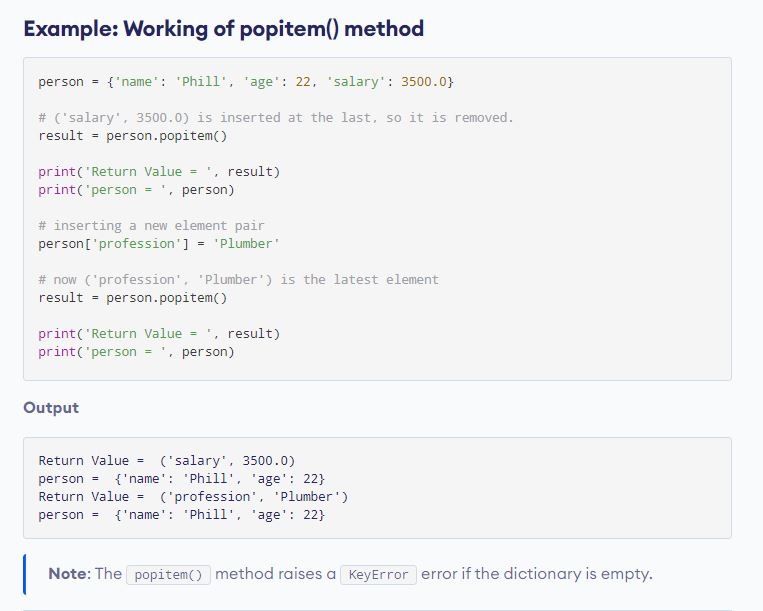 Example: Working of popitem() method
person = {'name': 'Phill', 'age': 22, 'salary': 3500.0}
# ('salary', 3500.0) is inserted at the last, so it is removed.
result = person.popitem()
print('Return Value = ', result)
print('person = ', person)
# inserting a new element pair
person['profession'] = 'Plumber'
# now ('profession', 'Plumber') is the latest element
result = person.popitem()
print('Return Value = ', result)
print('person = ', person)
Output
Return Value =  ('salary', 3500.0)
person =  {'name': 'Phill', 'age': 22}
Return Value =  ('profession', 'Plumber')
person =  {'name': 'Phill', 'age': 22}
Note: The popitem() method raises a KeyError error if the dictionary is empty.